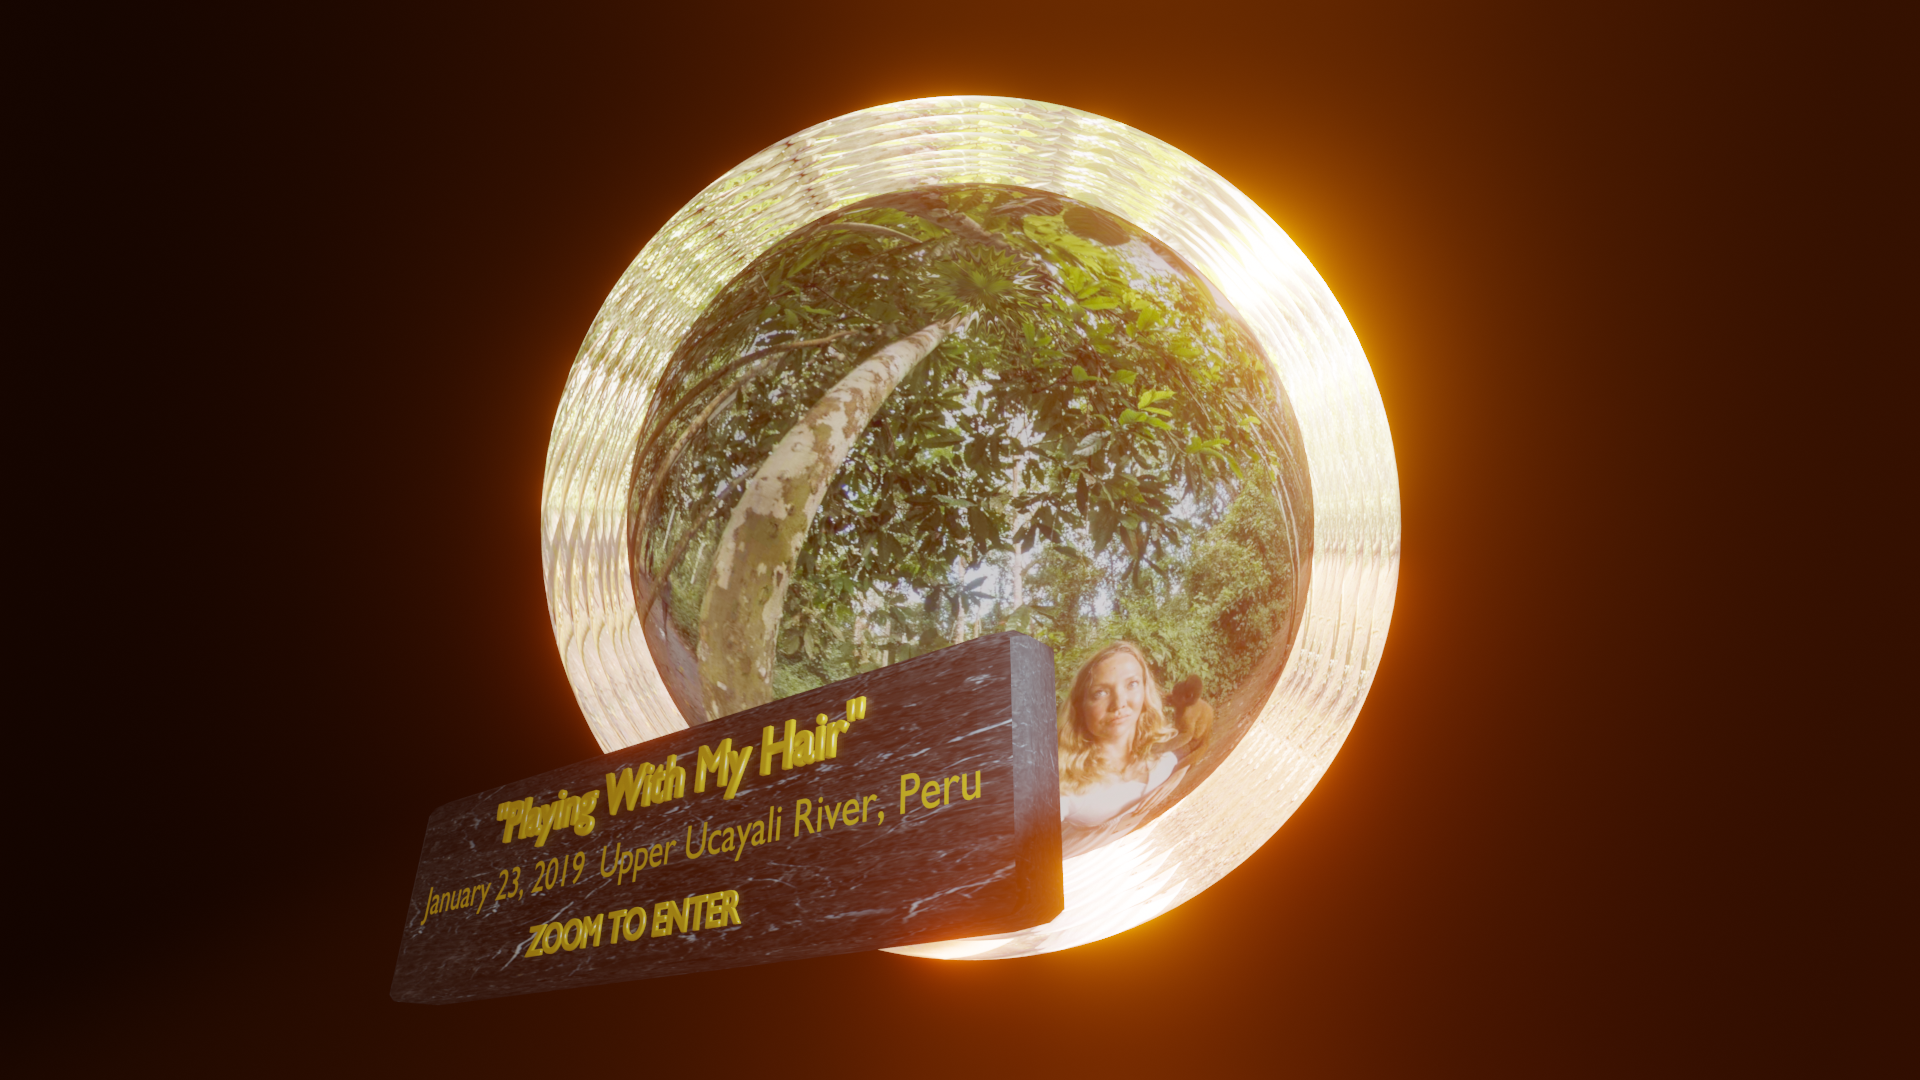 "Playing With My Hair"
January 23, 2019 Upper Ucayali River, Peru
ZOOM TO ENTER